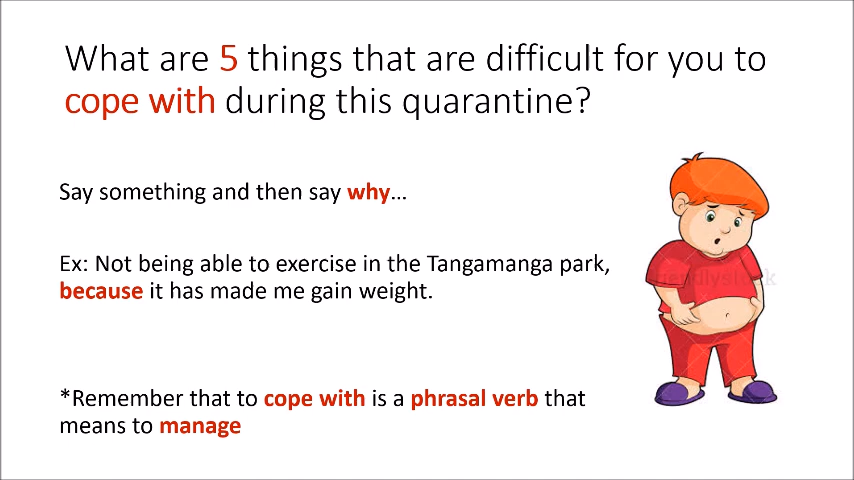 What are 5 things that are difficult for you to
cope with during this quarantine?
Say something and then say why…
Ex: Not being able to exercise in the Tangamanga park,
because it has made me gain weight.
*Remember that to cope with is a phrasal verb that
means to manage